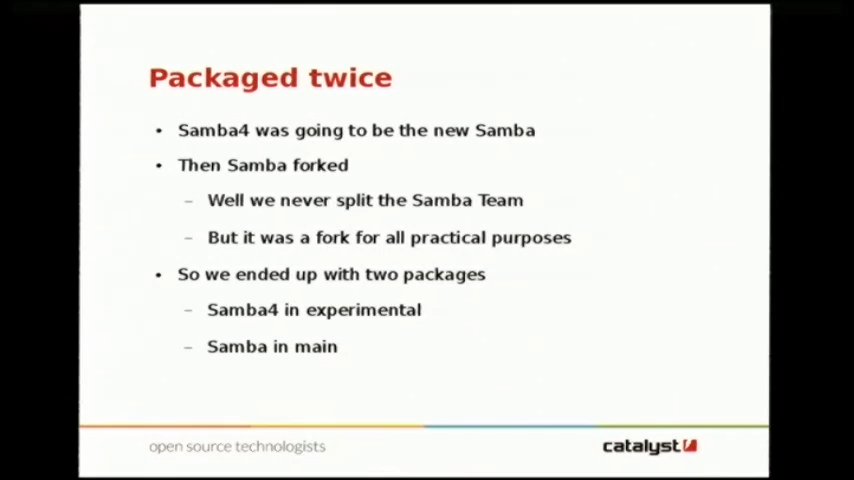 Packaged twice
• Samba4 was going to be the new Samba
• Then Samba forked
– Well we never split the Samba Team
– But it was a fork for all practical purposes
• So we ended up with two packages
– Samba4 in experimental
– Samba in main
open source technologists
catalyst